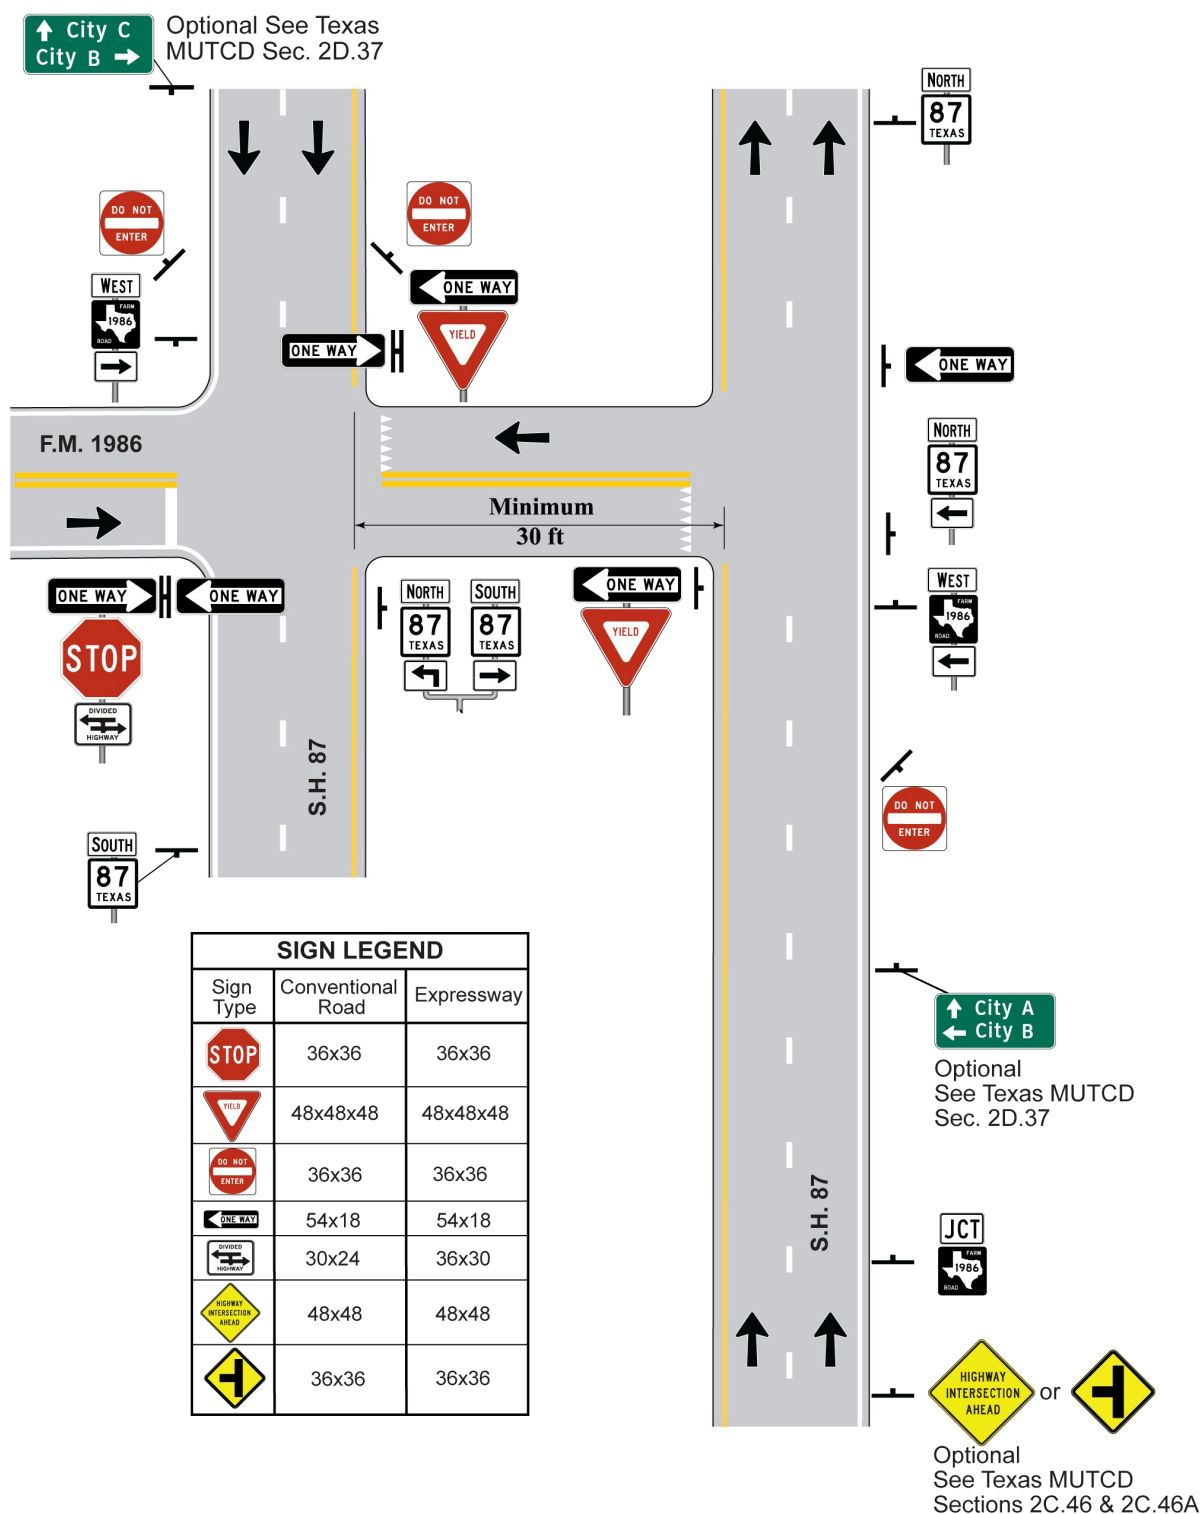 City C
City B
Optional See Texas
MUTCD Sec. 2D.37
NORTH
87
TEXAS
DO NOT
ENTER
DO NOT
ENTER
WEST
FARM
1986
ROAD
ONE WAY
YIELD
ONE WAY
ONE WAY
F.M. 1986
NORTH
87
TEXAS
Minimum
30 ft
ONE WAY
ONE WAY
STOP
DIVIDED
HIGHWAY
NORTH
87
TEXAS
SOUTH
87
TEXAS
ONE WAY
YIELD
WEST
FARM
1986
ROAD
S.H. 87
DO NOT
ENTER
SOUTH
87
TEXAS
SIGN LEGEND
Sign
Type
Conventional
Road
Expressway
STOP
36x36
36x36
YIELD
48x48x48
48x48x48
DO NOT
ENTER
36x36
36x36
ONE WAY
54x18
54x18
DIVIDED
HIGHWAY
30x24
36x30
HIGHWAY
INTERSECTION
AHEAD
48x48
48x48
36x36
36x36
City A
City B
Optional
See Texas MUTCD
Sec. 2D.37
S.H. 87
JCT
FARM
1986
ROAD
HIGHWAY
INTERSECTION
AHEAD
or
Optional
See Texas MUTCD
Sections 2C.46 & 2C.46A